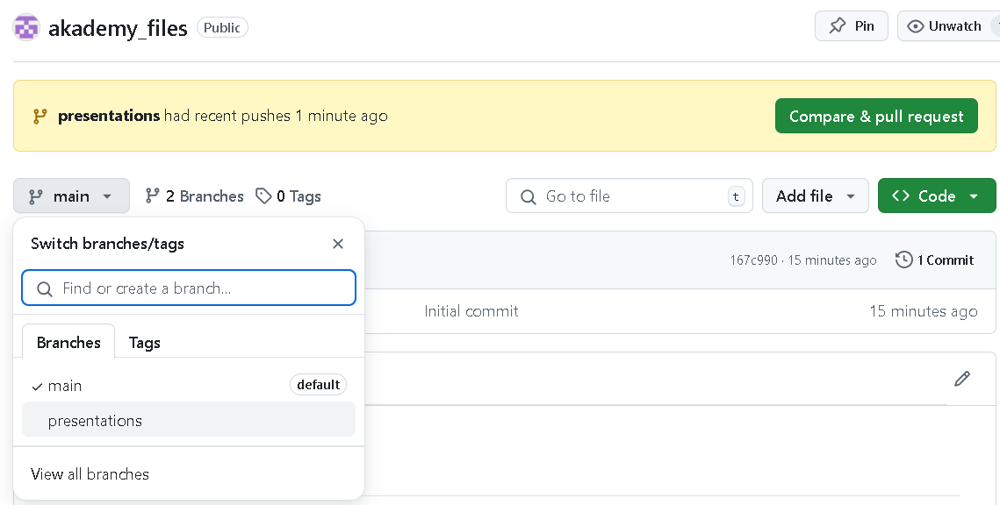 akademy_files Public Pin Unwatch
presentations had recent pushes 1 minute ago Compare & pull request
main 2 Branches 0 Tags Go to file t Add file Code
Switch branches/tags
167c990 · 15 minutes ago 1 Commit
Find or create a branch...
Initial commit 15 minutes ago
Branches Tags
main default
presentations
View all branches